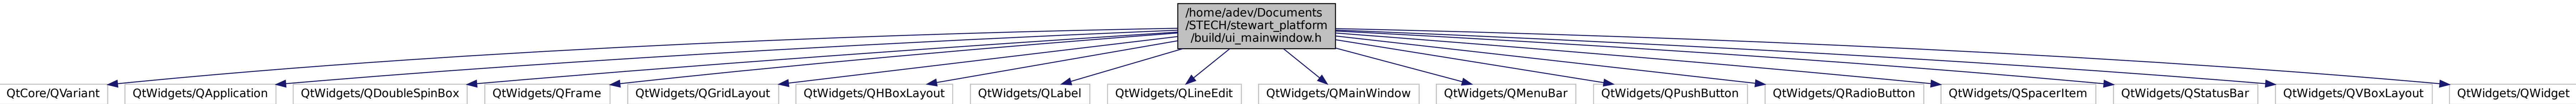 /home/adev/Documents
/STECH/stewart_platform
/build/ui_mainwindow.h
QtCore/QVariant
QtWidgets/QApplication
QtWidgets/QDoubleSpinBox
QtWidgets/QFrame
QtWidgets/QGridLayout
QtWidgets/QHBoxLayout
QtWidgets/QLabel
QtWidgets/QLineEdit
QtWidgets/QMainWindow
QtWidgets/QMenuBar
QtWidgets/QPushButton
QtWidgets/QRadioButton
QtWidgets/QSpacerItem
QtWidgets/QStatusBar
QtWidgets/QVBoxLayout
QtWidgets/QWidget